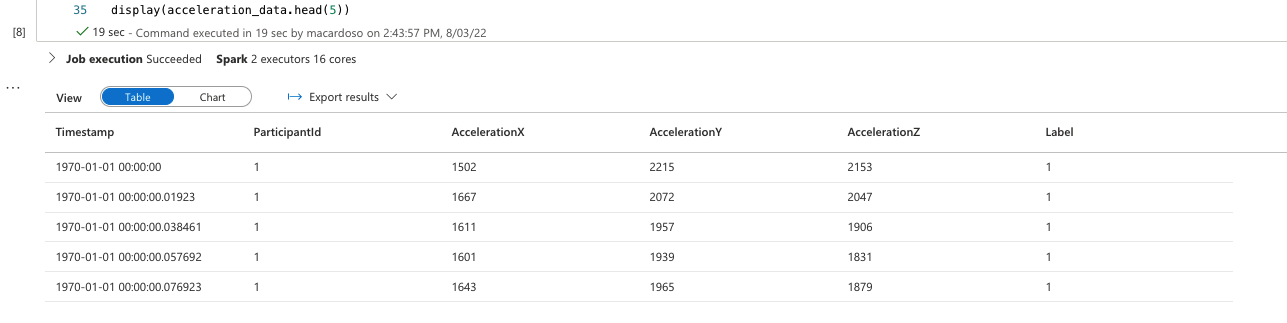 35 display(acceleration_data.head(5))
[8] ✓ 19 sec - Command executed in 19 sec by macardoso on 2:43:57 PM, 8/03/22
> Job execution Succeeded Spark 2 executors 16 cores
...
View Table Chart Export results
Timestamp ParticipantId AccelerationX AccelerationY AccelerationZ Label
1970-01-01 00:00:00 1 1502 2215 2153 1
1970-01-01 00:00:00.01923 1 1667 2072 2047 1
1970-01-01 00:00:00.038461 1 1611 1957 1906 1
1970-01-01 00:00:00.057692 1 1601 1939 1831 1
1970-01-01 00:00:00.076923 1 1643 1965 1879 1